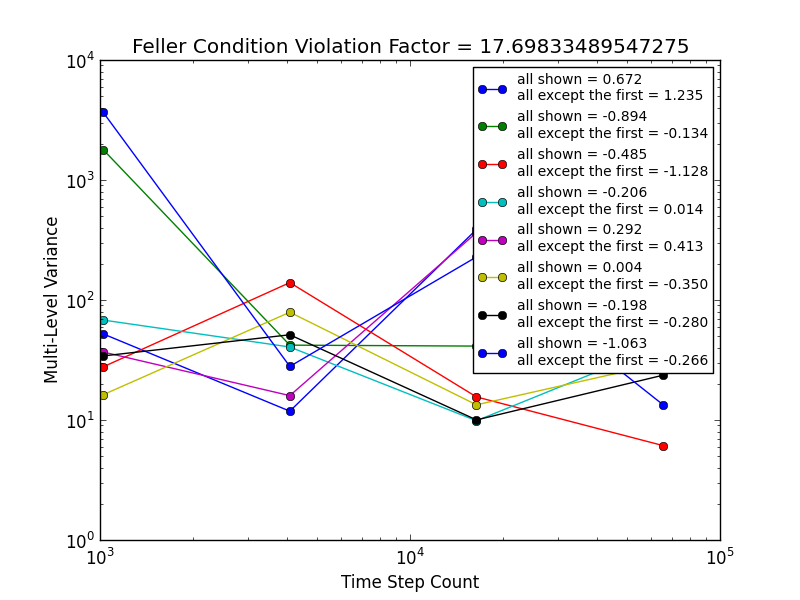 Feller Condition Violation Factor = 17.69833489547275
10^4
10^3
10^2
10^1
10^0
Multi-Level Variance
all shown = 0.672
all except the first = 1.235
all shown = -0.894
all except the first = -0.134
all shown = -0.485
all except the first = -1.128
all shown = -0.206
all except the first = 0.014
all shown = 0.292
all except the first = 0.413
all shown = 0.004
all except the first = -0.350
all shown = -0.198
all except the first = -0.280
all shown = -1.063
all except the first = -0.266
10^3
10^4
10^5
Time Step Count